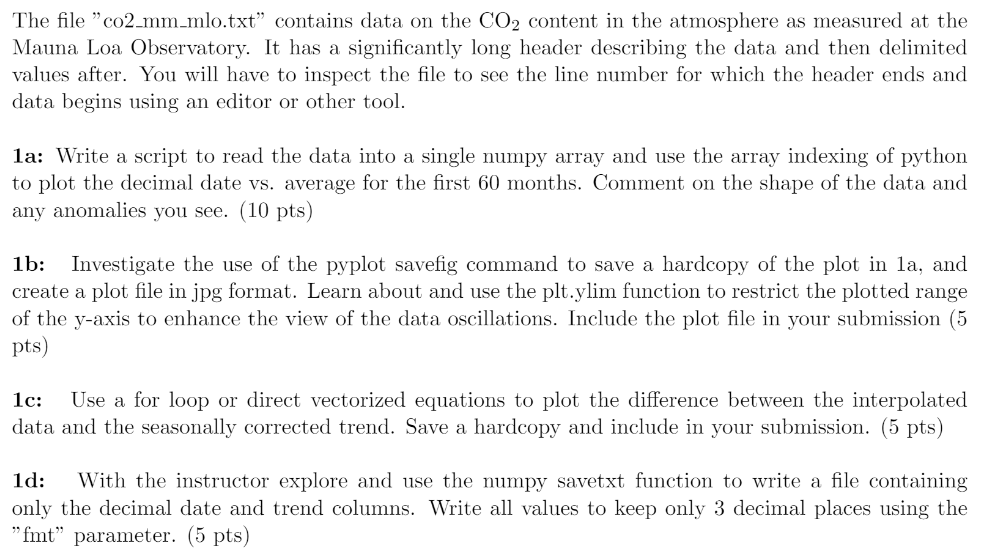 The file ”co2_mm_mlo.txt” contains data on the CO₂ content in the atmosphere as measured at the
Mauna Loa Observatory. It has a significantly long header describing the data and then delimited
values after. You will have to inspect the file to see the line number for which the header ends and
data begins using an editor or other tool.
1a: Write a script to read the data into a single numpy array and use the array indexing of python
to plot the decimal date vs. average for the first 60 months. Comment on the shape of the data and
any anomalies you see. (10 pts)
1b: Investigate the use of the pyplot savefig command to save a hardcopy of the plot in 1a, and
create a plot file in jpg format. Learn about and use the plt.ylim function to restrict the plotted range
of the y-axis to enhance the view of the data oscillations. Include the plot file in your submission (5
pts)
1c: Use a for loop or direct vectorized equations to plot the difference between the interpolated
data and the seasonally corrected trend. Save a hardcopy and include in your submission. (5 pts)
1d: With the instructor explore and use the numpy savetxt function to write a file containing
only the decimal date and trend columns. Write all values to keep only 3 decimal places using the
”fmt” parameter. (5 pts)